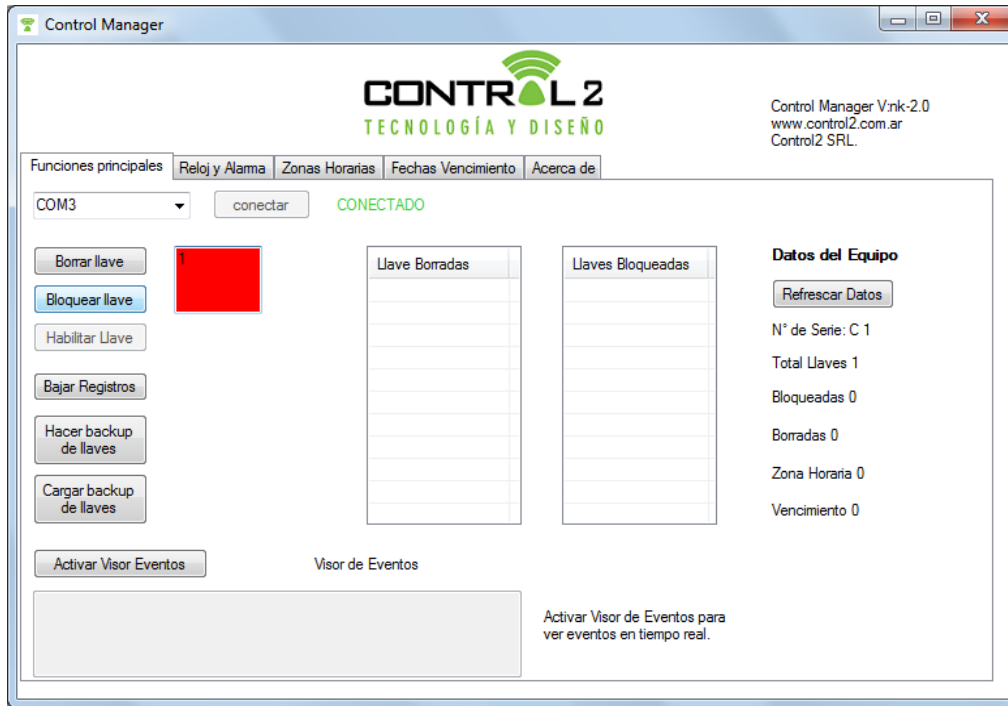 Control Manager
CONTROL 2
TECNOLOGÍA Y DISEÑO
Control Manager V:nk-2.0
www.control2.com.ar
Control2 SRL.
Funciones principales
Reloj y Alarma
Zonas Horarias
Fechas Vencimiento
Acerca de
COM3
conectar
CONECTADO
Borrar llave
1
Llave Borradas
Llaves Bloqueadas
Datos del Equipo
Bloquear llave
Refrescar Datos
Habilitar Llave
N° de Serie: C 1
Total Llaves 1
Bajar Registros
Bloqueadas 0
Hacer backup
de llaves
Borradas 0
Zona Horaria 0
Cargar backup
de llaves
Vencimiento 0
Activar Visor Eventos
Visor de Eventos
Activar Visor de Eventos para
ver eventos en tiempo real.